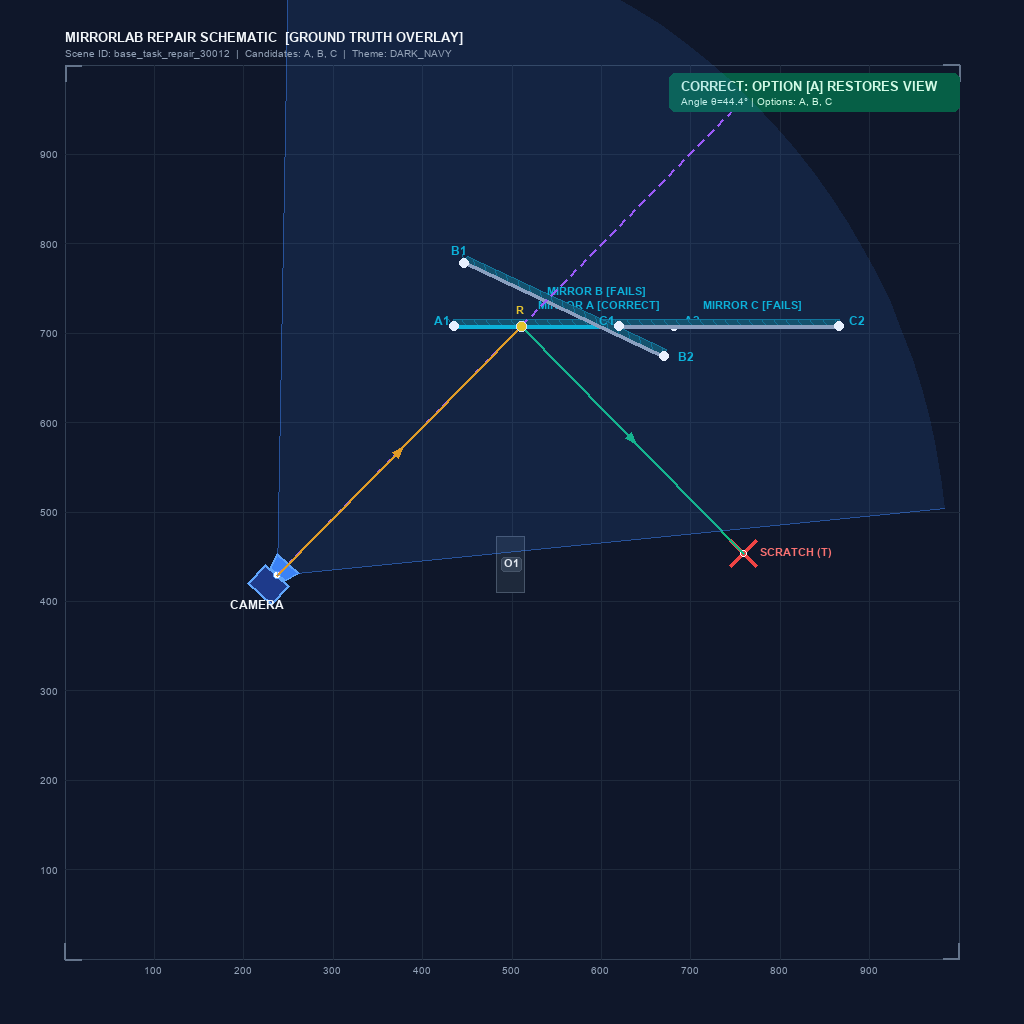 MIRRORLAB REPAIR SCHEMATIC [GROUND TRUTH OVERLAY]
Scene ID: base_task_repair_30012 | Candidates: A, B, C | Theme: DARK_NAVY
CORRECT: OPTION [A] RESTORES VIEW
Angle θ=44.4° | Options: A, B, C
900
800
B1
MIRROR B [FAILS]
MIRROR A [CORRECT]
MIRROR C [FAILS]
R
A1
C1
A2
C2
700
B2
600
500
SCRATCH (T)
O1
CAMERA
400
300
200
100
100 200 300 400 500 600 700 800 900